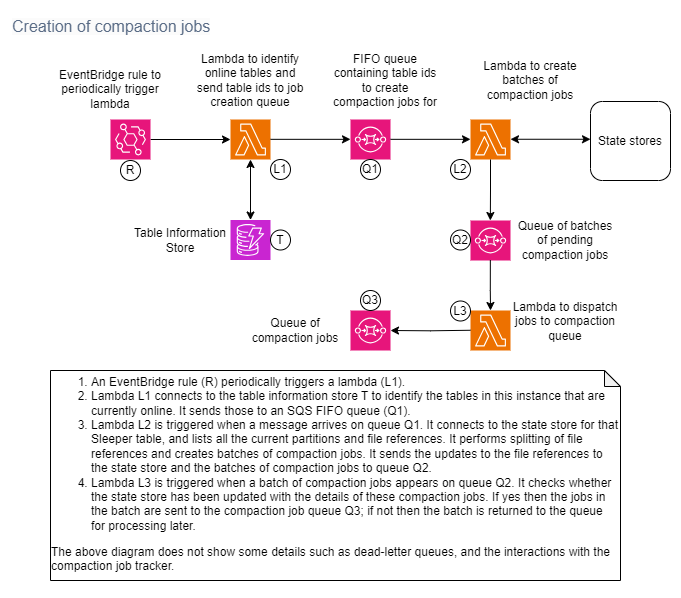 Creation of compaction jobs
EventBridge rule to
periodically trigger
lambda
Lambda to identify
online tables and
send table ids to job
creation queue
FIFO queue
containing table ids
to create
compaction jobs for
Lambda to create
batches of
compaction jobs
State stores
R
L1
Q1
L2
Table Information
Store
T
Q2
Queue of batches
of pending
compaction jobs
Q3
L3
Queue of
compaction jobs
Lambda to dispatch
jobs to compaction
queue
1. An EventBridge rule (R) periodically triggers a lambda (L1).
2. Lambda L1 connects to the table information store T to identify the tables in this instance that are
currently online. It sends those to an SQS FIFO queue (Q1).
3. Lambda L2 is triggered when a message arrives on queue Q1. It connects to the state store for that
Sleeper table, and lists all the current partitions and file references. It performs splitting of file
references and creates batches of compaction jobs. It sends the updates to the file references to
the state store and the batches of compaction jobs to queue Q2.
4. Lambda L3 is triggered when a batch of compaction jobs appears on queue Q2. It checks whether
the state store has been updated with the details of these compaction jobs. If yes then the jobs in
the batch are sent to the compaction job queue Q3; if not then the batch is returned to the queue
for processing later.
The above diagram does not show some details such as dead-letter queues, and the interactions with the
compaction job tracker.